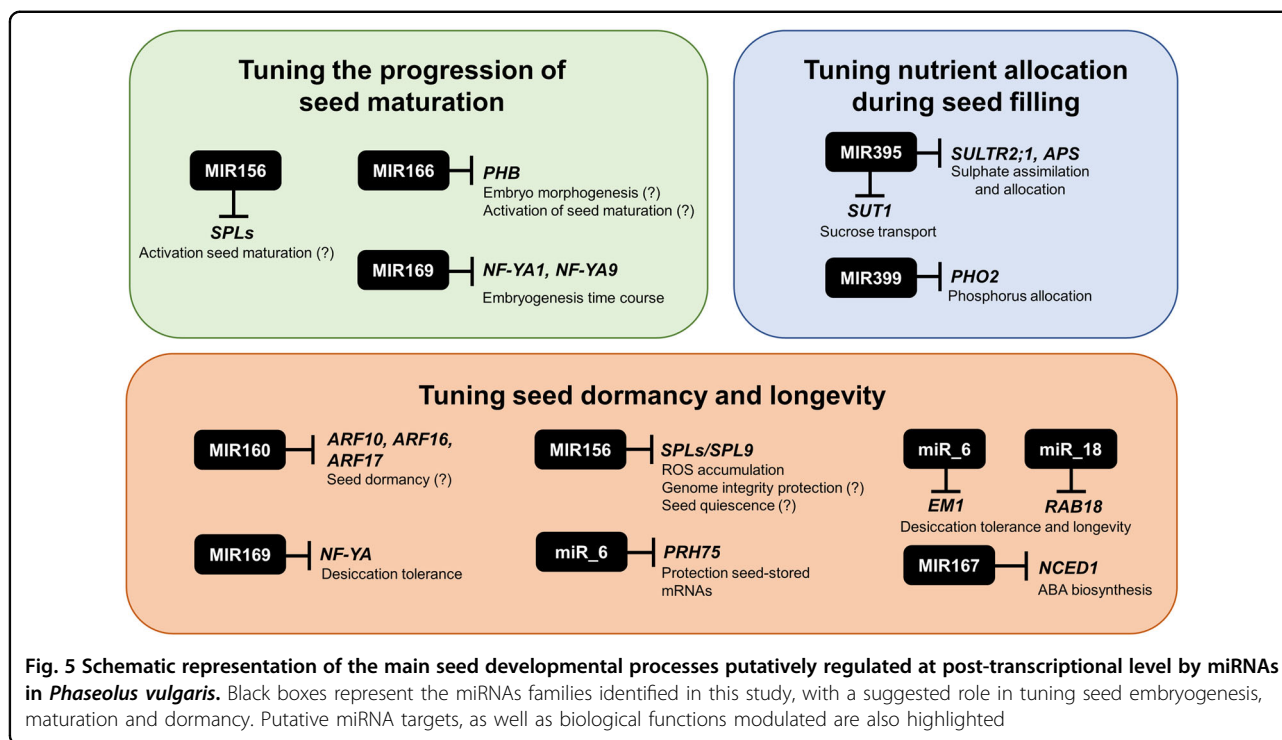 Tuning the progression of
seed maturation
MIR156
SPLs
Activation seed maturation (?)
MIR166
PHB
Embryo morphogenesis (?)
Activation of seed maturation (?)
MIR169
NF-YA1, NF-YA9
Embryogenesis time course
Tuning nutrient allocation
during seed filling
MIR395
SULTR2;1, APS
Sulphate assimilation
and allocation
SUT1
Sucrose transport
MIR399
PHO2
Phosphorus allocation
Tuning seed dormancy and longevity
MIR160
ARF10, ARF16,
ARF17
Seed dormancy (?)
MIR156
SPLs/SPL9
ROS accumulation
Genome integrity protection (?)
Seed quiescence (?)
miR_6
EM1
miR_18
RAB18
Desiccation tolerance and longevity
MIR169
NF-YA
Desiccation tolerance
miR_6
PRH75
Protection seed-stored
mRNAs
MIR167
NCED1
ABA biosynthesis
Fig. 5 Schematic representation of the main seed developmental processes putatively regulated at post-transcriptional level by miRNAs
in Phaseolus vulgaris. Black boxes represent the miRNAs families identified in this study, with a suggested role in tuning seed embryogenesis,
maturation and dormancy. Putative miRNA targets, as well as biological functions modulated are also highlighted